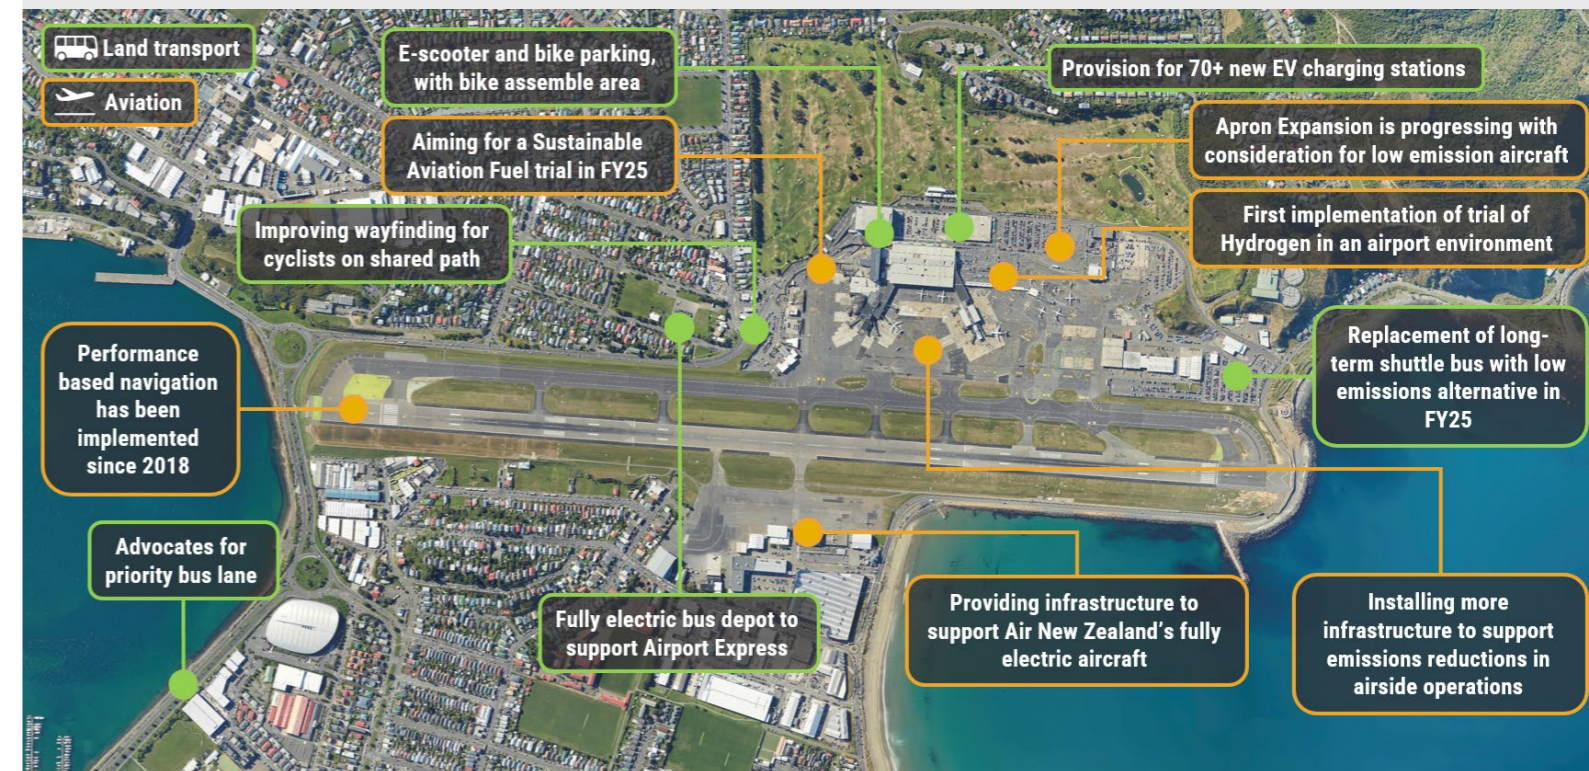 Land transport
Aviation
E-scooter and bike parking,
with bike assemble area
Provision for 70+ new EV charging stations
Aiming for a Sustainable
Aviation Fuel trial in FY25
Apron Expansion is progressing with
consideration for low emission aircraft
Improving wayfinding for
cyclists on shared path
First implementation of trial of
Hydrogen in an airport environment
Performance
based navigation
has been
implemented
since 2018
Replacement of long-
term shuttle bus with low
emissions alternative in
FY25
Advocates for
priority bus lane
Fully electric bus depot to
support Airport Express
Providing infrastructure to
support Air New Zealand's fully
electric aircraft
Installing more
infrastructure to support
emissions reductions in
airside operations